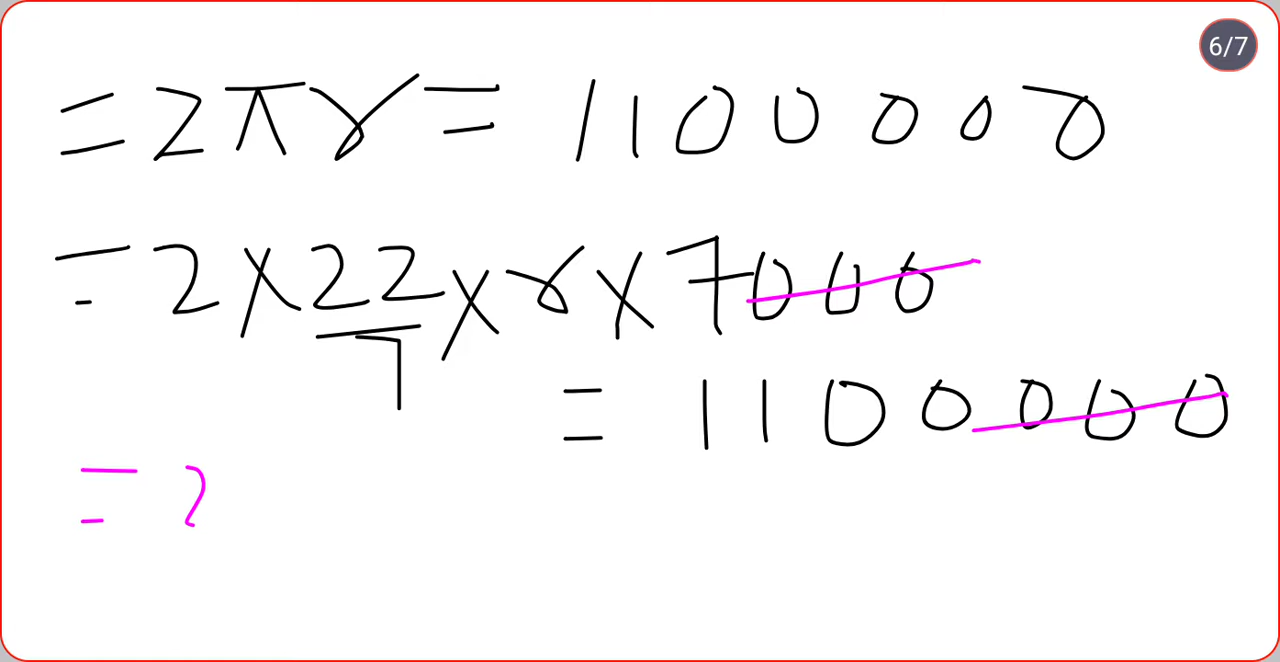 6/7
= 2πr = 1100000
= 2 × 22/7 × r × 7000
= 1100000
= 2